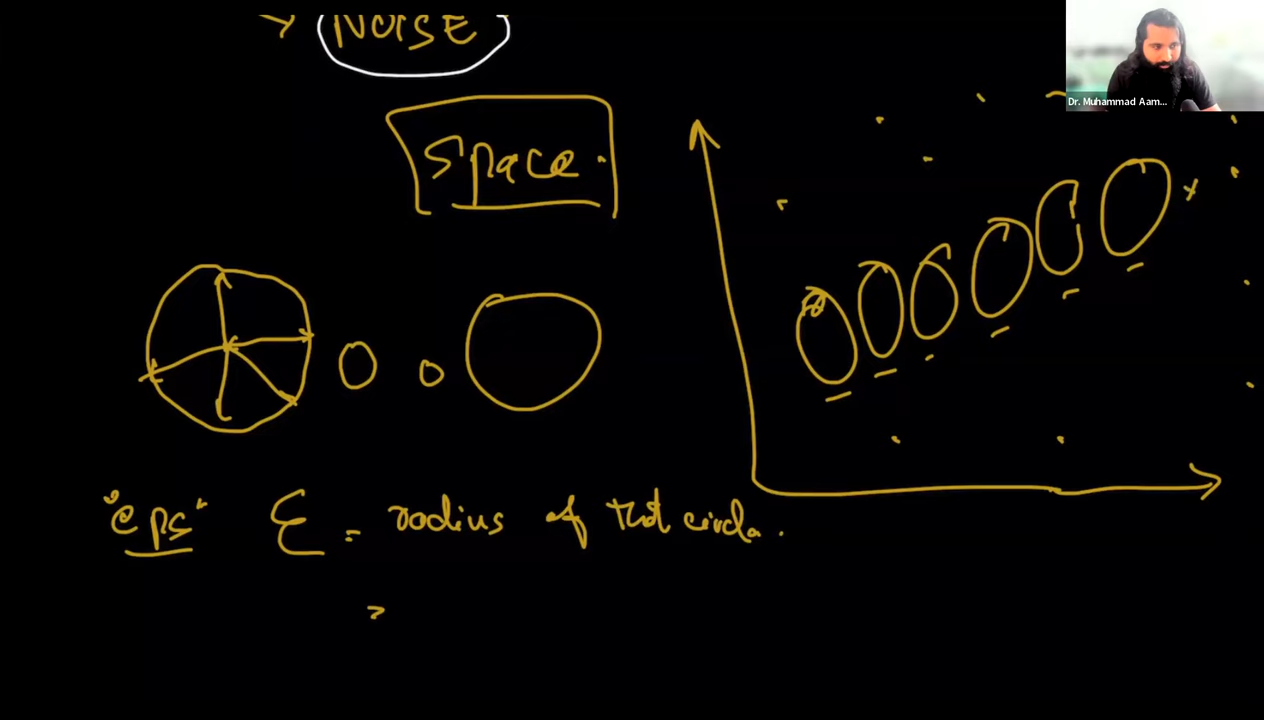 → NOISE
Dr. Muhammad Aam...
Space.
"eps" Ɛ = radius of that circle.